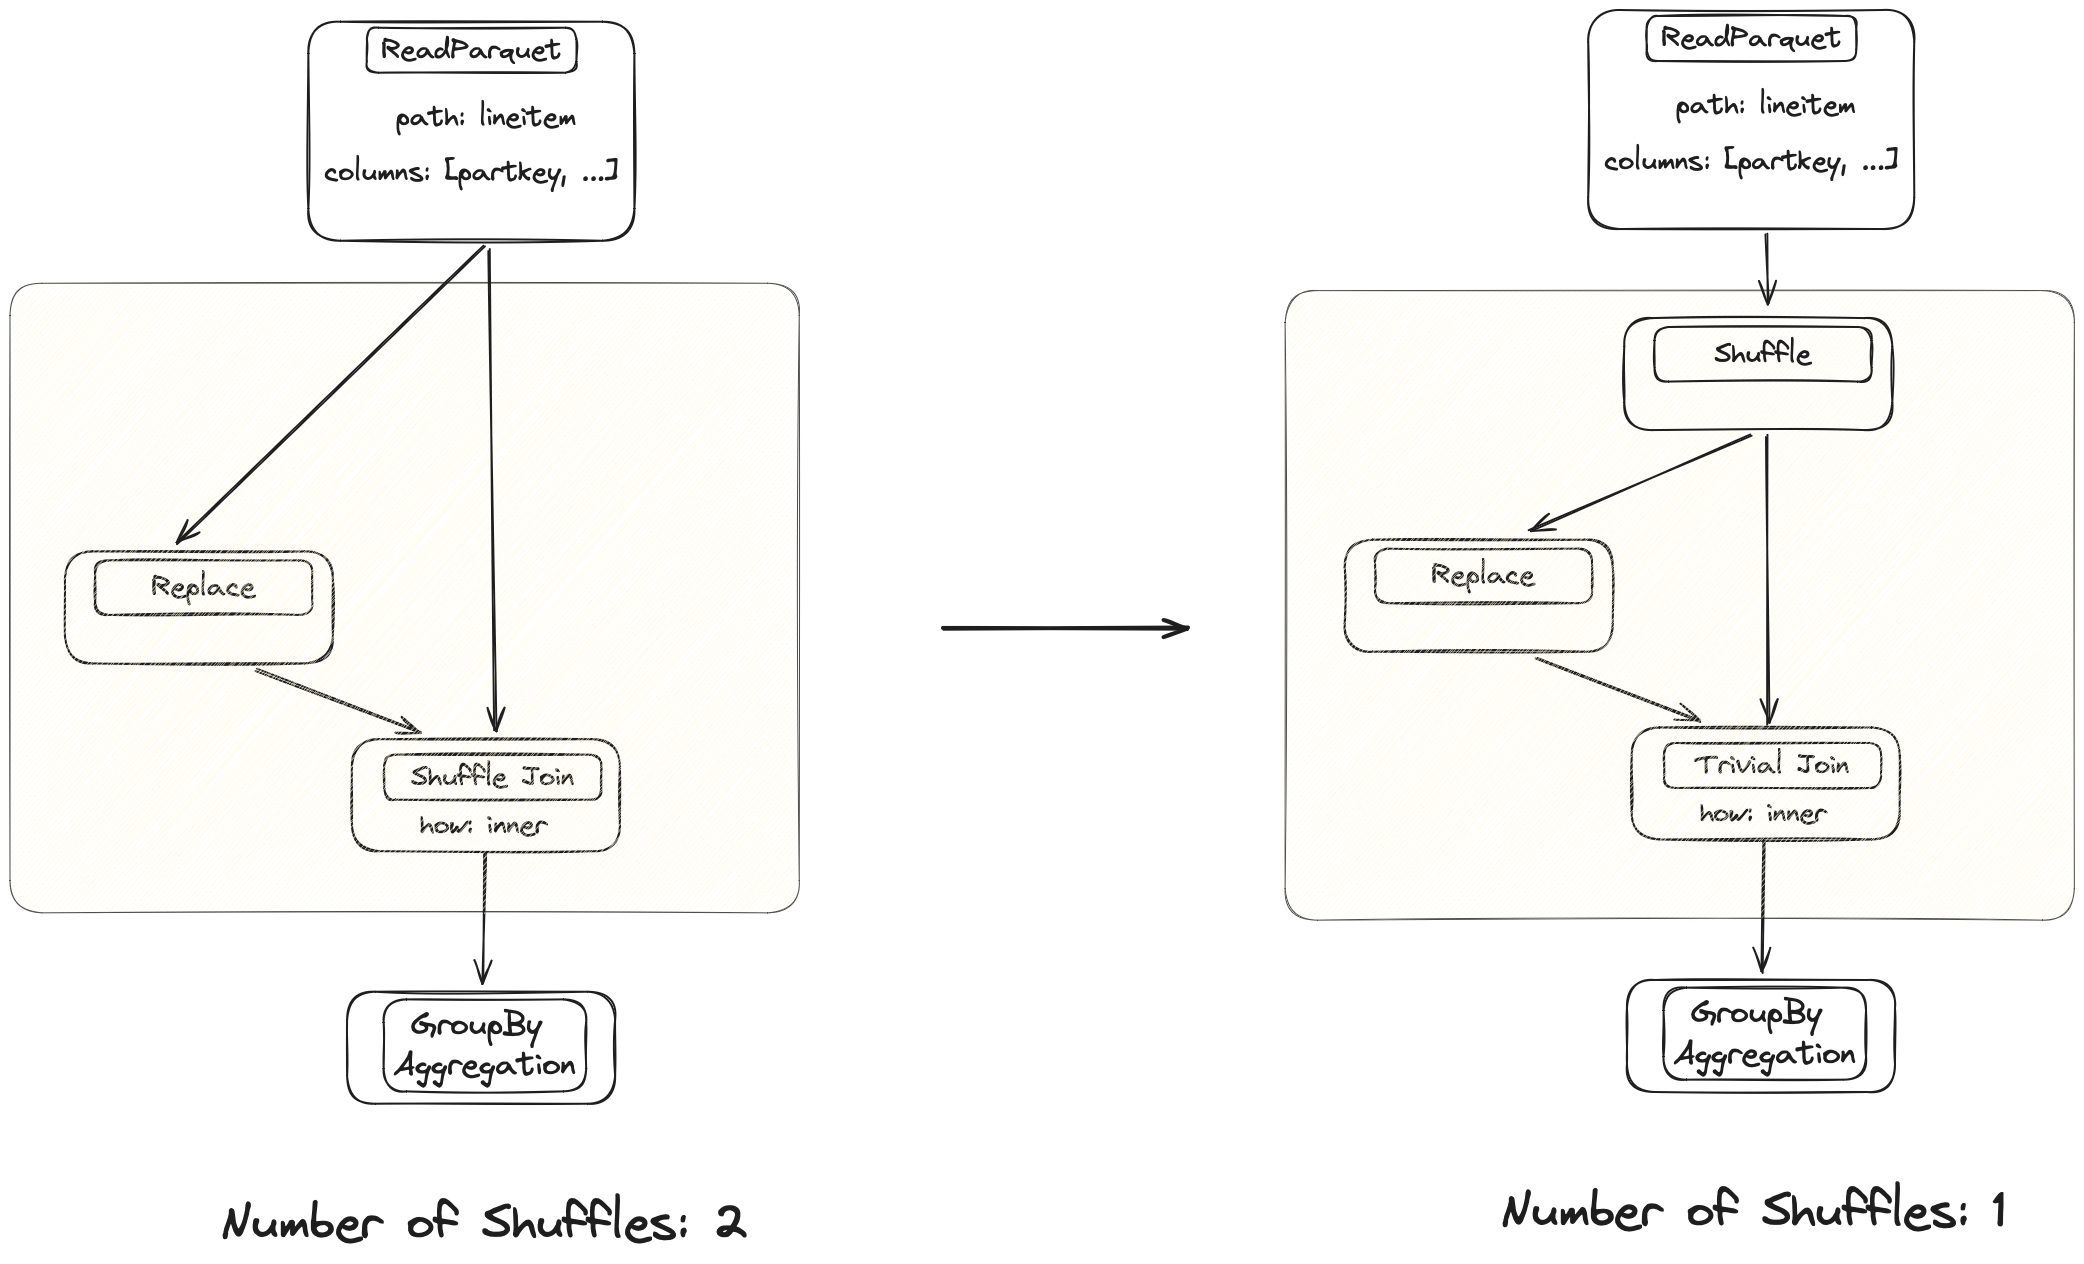 ReadParquet
path: lineitem
columns: [partkey, ...]
Replace
Shuffle Join
how: inner
GroupBy
Aggregation
Number of Shuffles: 2
ReadParquet
path: lineitem
columns: [partkey, ...]
Shuffle
Replace
Trivial Join
how: inner
GroupBy
Aggregation
Number of Shuffles: 1